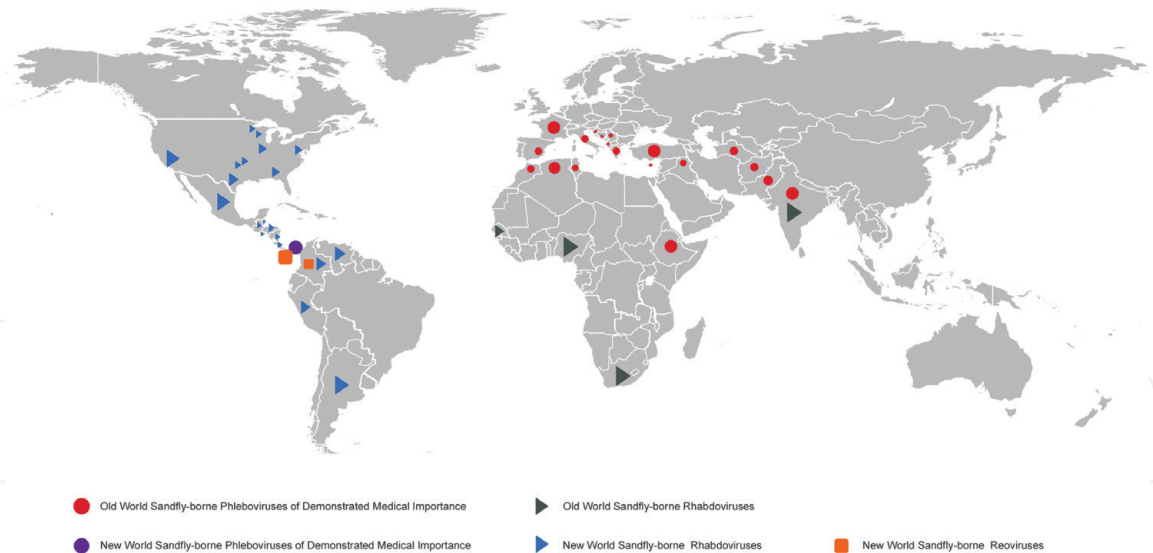 Old World Sandfly-borne Phleboviruses of Demonstrated Medical Importance
Old World Sandfly-borne Rhabdoviruses
New World Sandfly-borne Phleboviruses of Demonstrated Medical Importance
New World Sandfly-borne Rhabdoviruses
New World Sandfly-borne Reoviruses